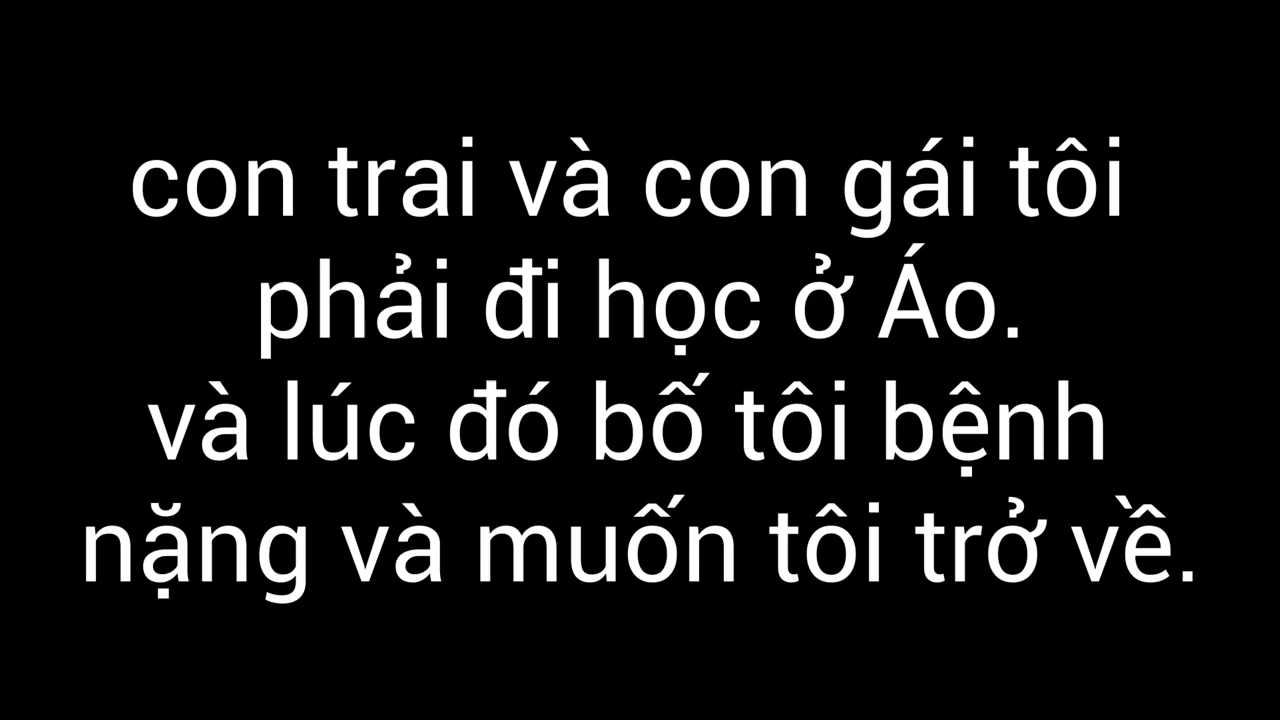 con trai và con gái tôi
phải đi học ở Áo.
và lúc đó bố tôi bệnh
nặng và muốn tôi trở về.